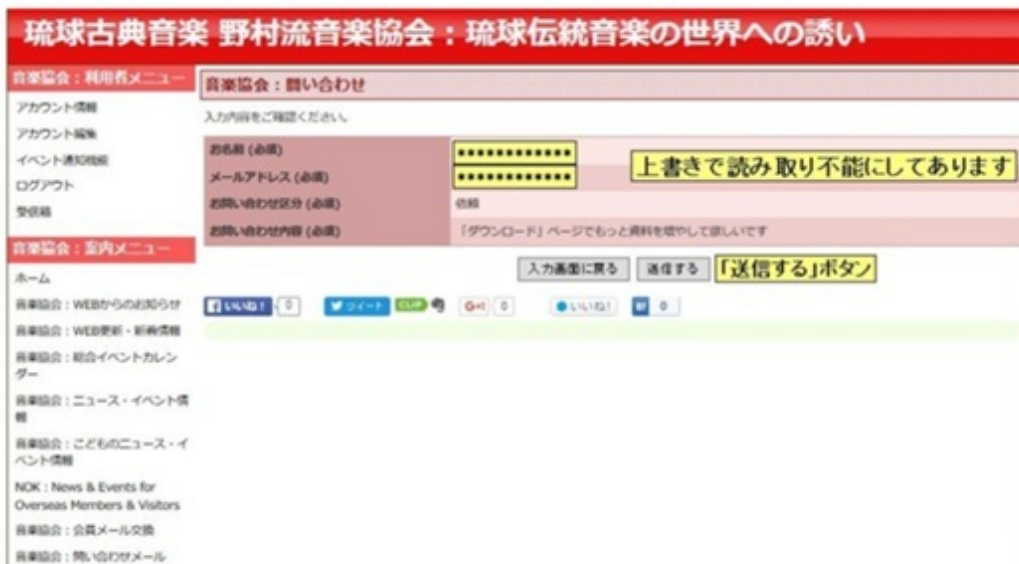 琉球古典音楽 野村流音楽協会：琉球伝統音楽の世界への誘い
音楽協会：利用者メニュー
アカウント情報
アカウント編集
イベント通知機能
ログアウト
受信箱
音楽協会：案内メニュー
ホーム
音楽協会：WEBからのお知らせ
音楽協会：WEB更新・新着情報
音楽協会：総合イベントカレン
ダー
音楽協会：ニュース・イベント情
報
音楽協会：こどものニュース・イ
ベント情報
NOK : News & Events for
Overseas Members & Visitors
音楽協会：会員メール交換
音楽協会：問い合わせメール
音楽協会：問い合わせ
入力内容をご確認ください。
お名前 (必須) ************
上書きで読み取り不能にしてあります
メールアドレス (必須) ************
お問い合わせ区分 (必須) 依頼
お問い合わせ内容 (必須) 「ダウンロード」ページでもっと資料を増やして欲しいです
入力画面に戻る 送信する 「送信する」ボタン
いいね！ 0 ツイート CLIP G+1 0 いいね! B! 0